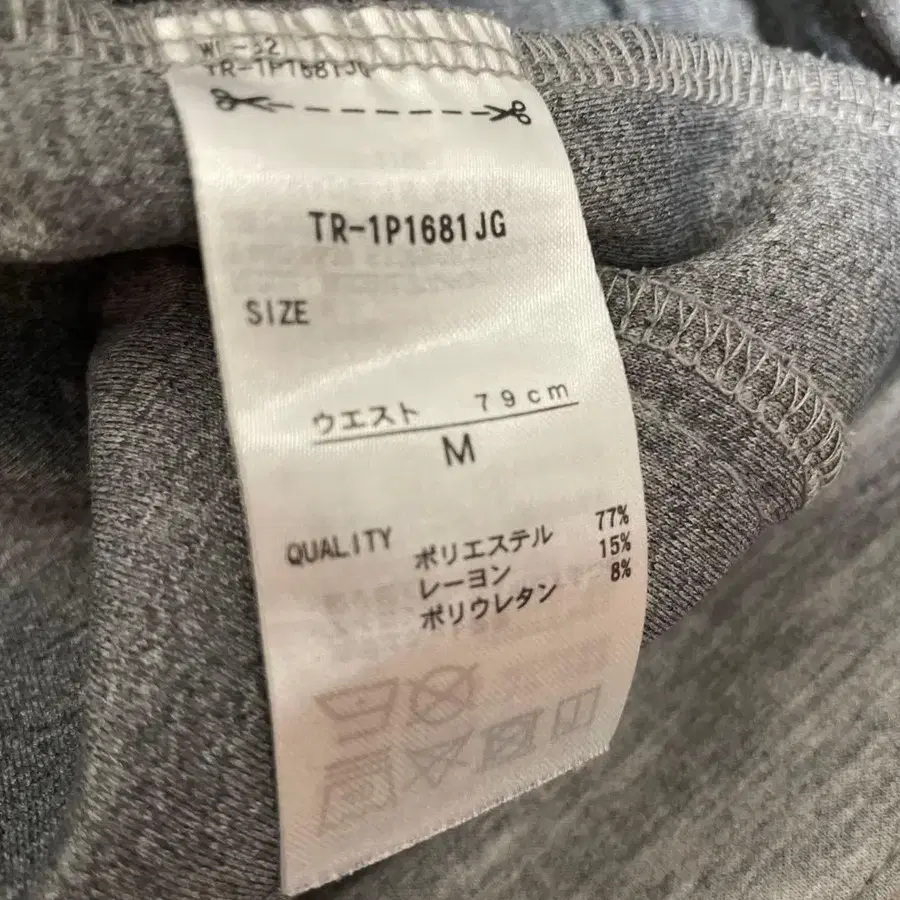 TR-1P1681JG
TR-1P1681JG
SIZE
ウエスト 79cm
M
QUALITY
ポリエステル 77%
レーヨン 15%
ポリウレタン 8%